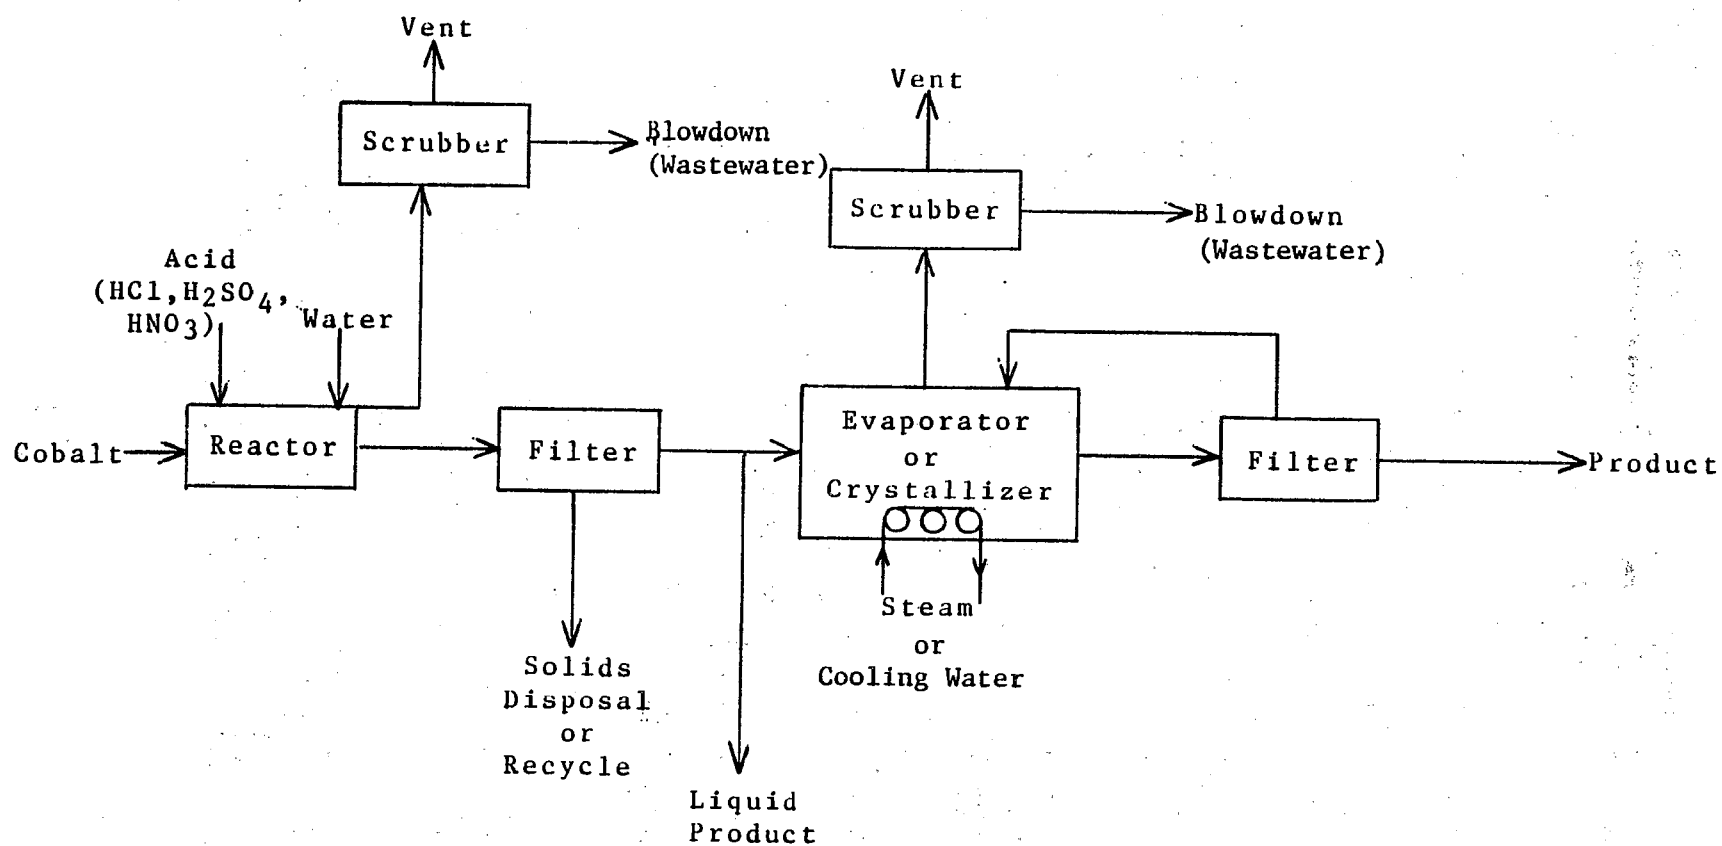 Vent
Scrubber
Blowdown
(Wastewater)
Vent
Scrubber
Blowdown
(Wastewater)
Acid
(HCl,H2SO4,
HNO3)
Water
Cobalt
Reactor
Filter
Evaporator
or
Crystallizer
Filter
Product
Steam
or
Cooling Water
Solids
Disposal
or
Recycle
Liquid
Product